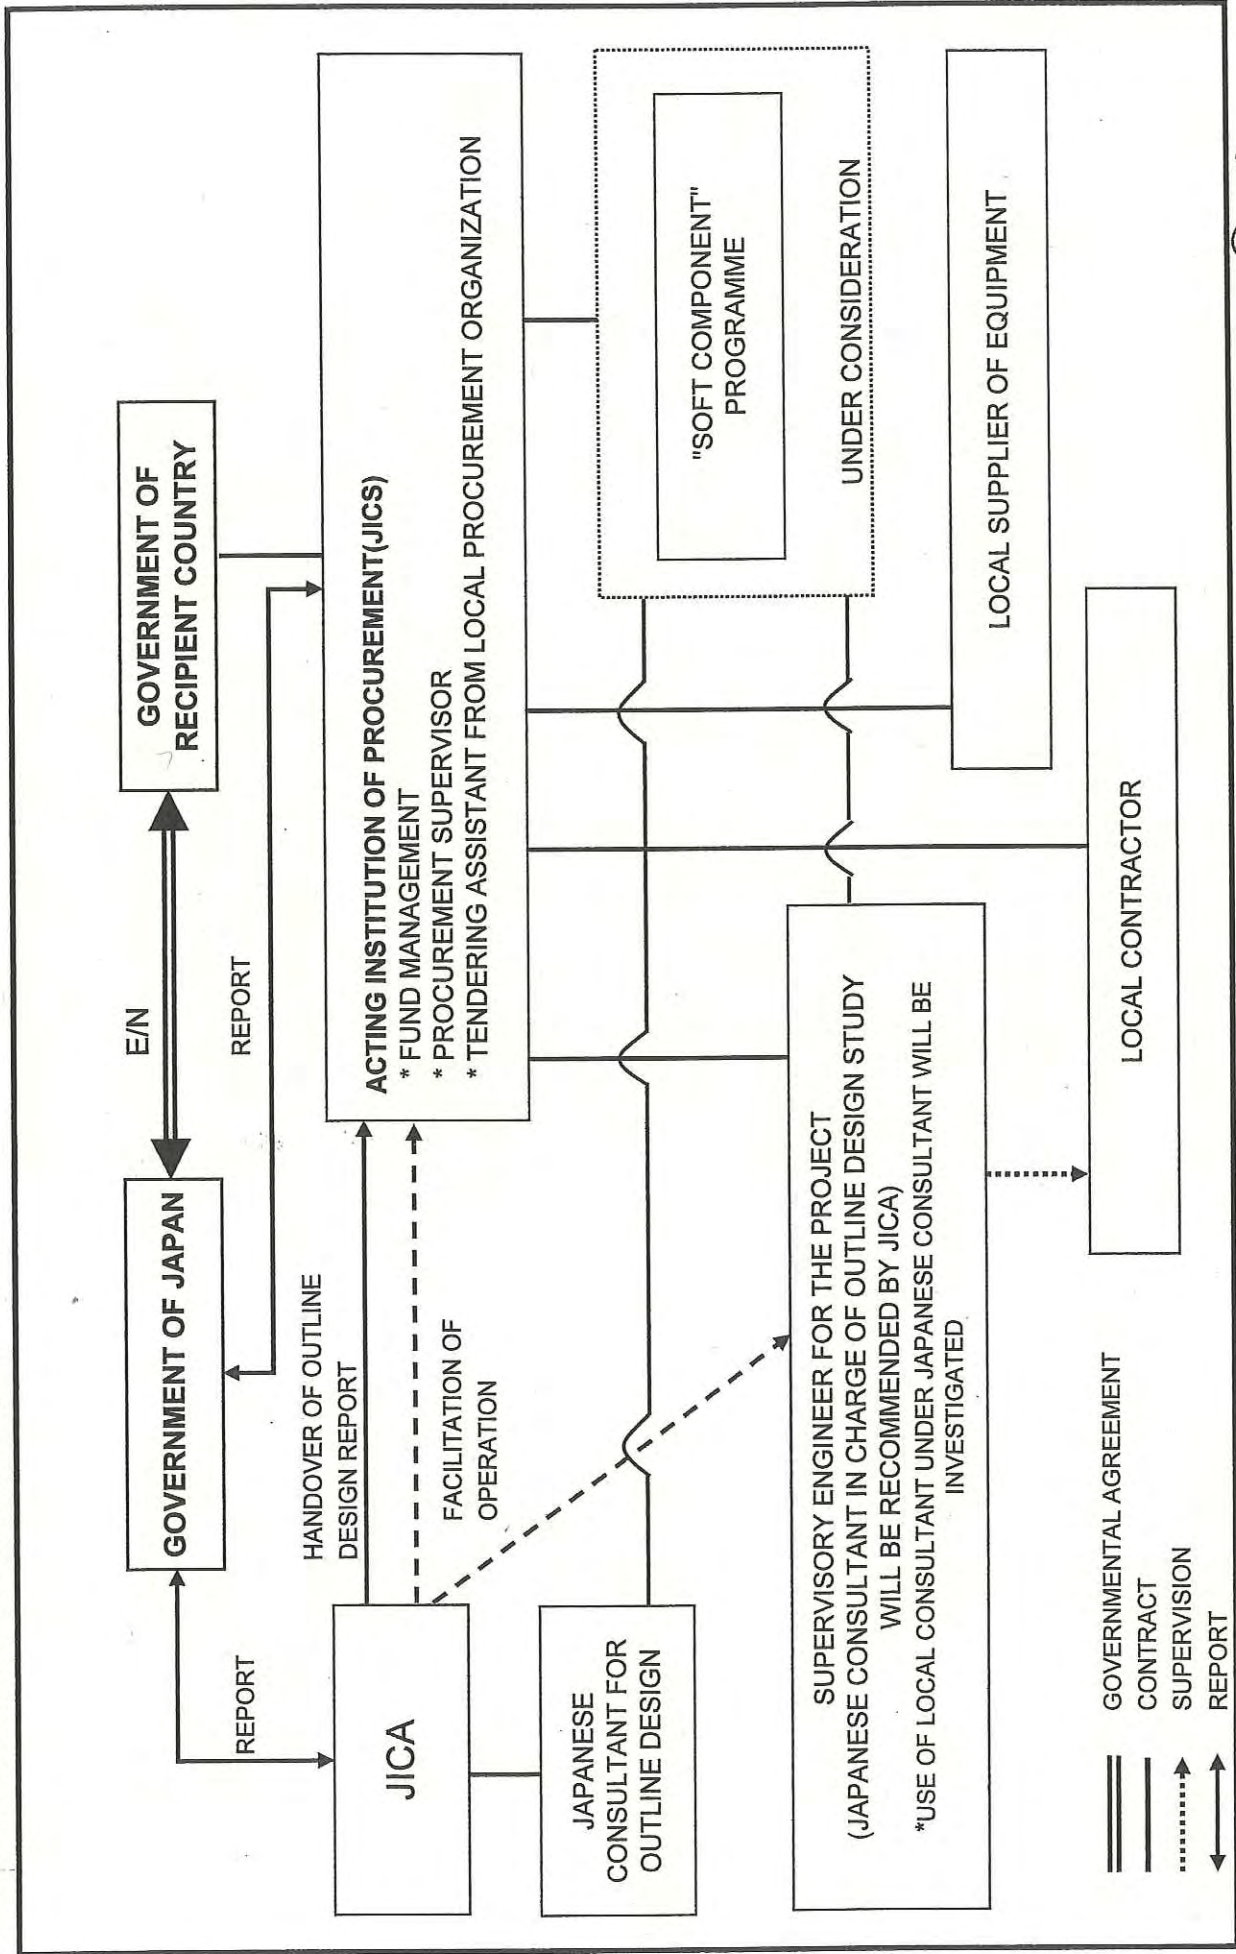 E/N
GOVERNMENT OF JAPAN
GOVERNMENT OF
RECIPIENT COUNTRY
REPORT
REPORT
HANDOVER OF OUTLINE
DESIGN REPORT
FACILITATION OF
OPERATION
JICA
ACTING INSTITUTION OF PROCUREMENT(JICS)
* FUND MANAGEMENT
* PROCUREMENT SUPERVISOR
* TENDERING ASSISTANT FROM LOCAL PROCUREMENT ORGANIZATION
JAPANESE
CONSULTANT FOR
OUTLINE DESIGN
"SOFT COMPONENT"
PROGRAMME
UNDER CONSIDERATION
SUPERVISORY ENGINEER FOR THE PROJECT
(JAPANESE CONSULTANT IN CHARGE OF OUTLINE DESIGN STUDY
WILL BE RECOMMENDED BY JICA)
*USE OF LOCAL CONSULTANT UNDER JAPANESE CONSULTANT WILL BE
INVESTIGATED
LOCAL SUPPLIER OF EQUIPMENT
LOCAL CONTRACTOR
GOVERNMENTAL AGREEMENT
CONTRACT
SUPERVISION
REPORT